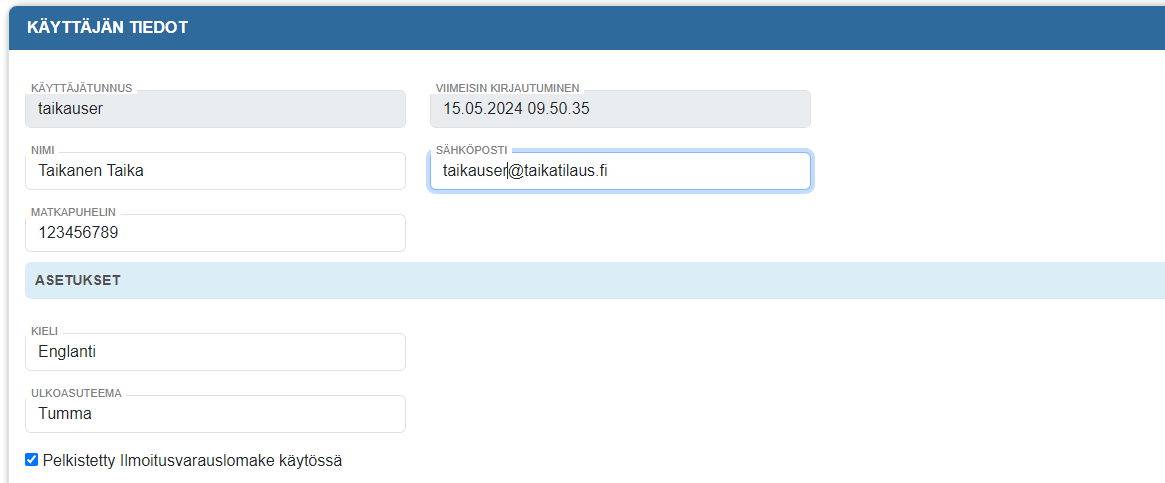 KÄYTTÄJÄN TIEDOT
KÄYTTÄJÄTUNNUS
taikauser
VIIMEISIN KIRJAUTUMINEN
15.05.2024 09.50.35
NIMI
Taikanen Taika
SÄHKÖPOSTI
taikauser@taikatilaus.fi
MATKAPUHELIN
123456789
ASETUKSET
KIELI
Englanti
ULKOASUTEEMA
Tumma
Pelkistetty Ilmoitusvarauslomake käytössä